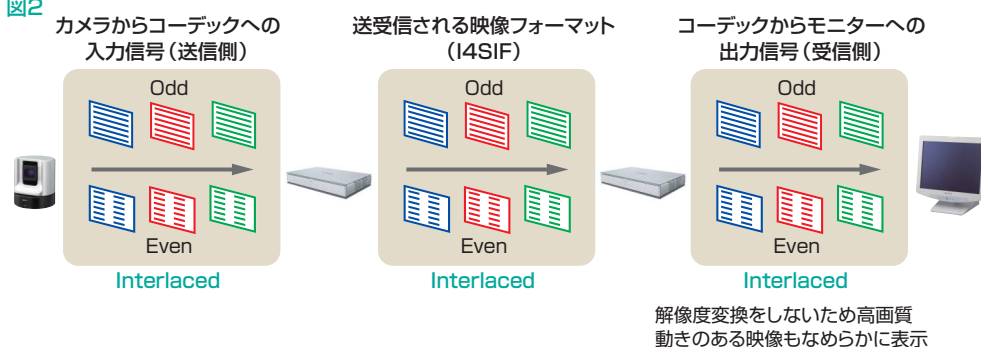 図2
カメラからコーデックへの
入力信号（送信側）
送受信される映像フォーマット
（I4SIF）
コーデックからモニターへの
出力信号（受信側）
Odd
Odd
Odd
Even
Even
Even
Interlaced
Interlaced
Interlaced
解像度変換をしないため高画質
動きのある映像もなめらかに表示